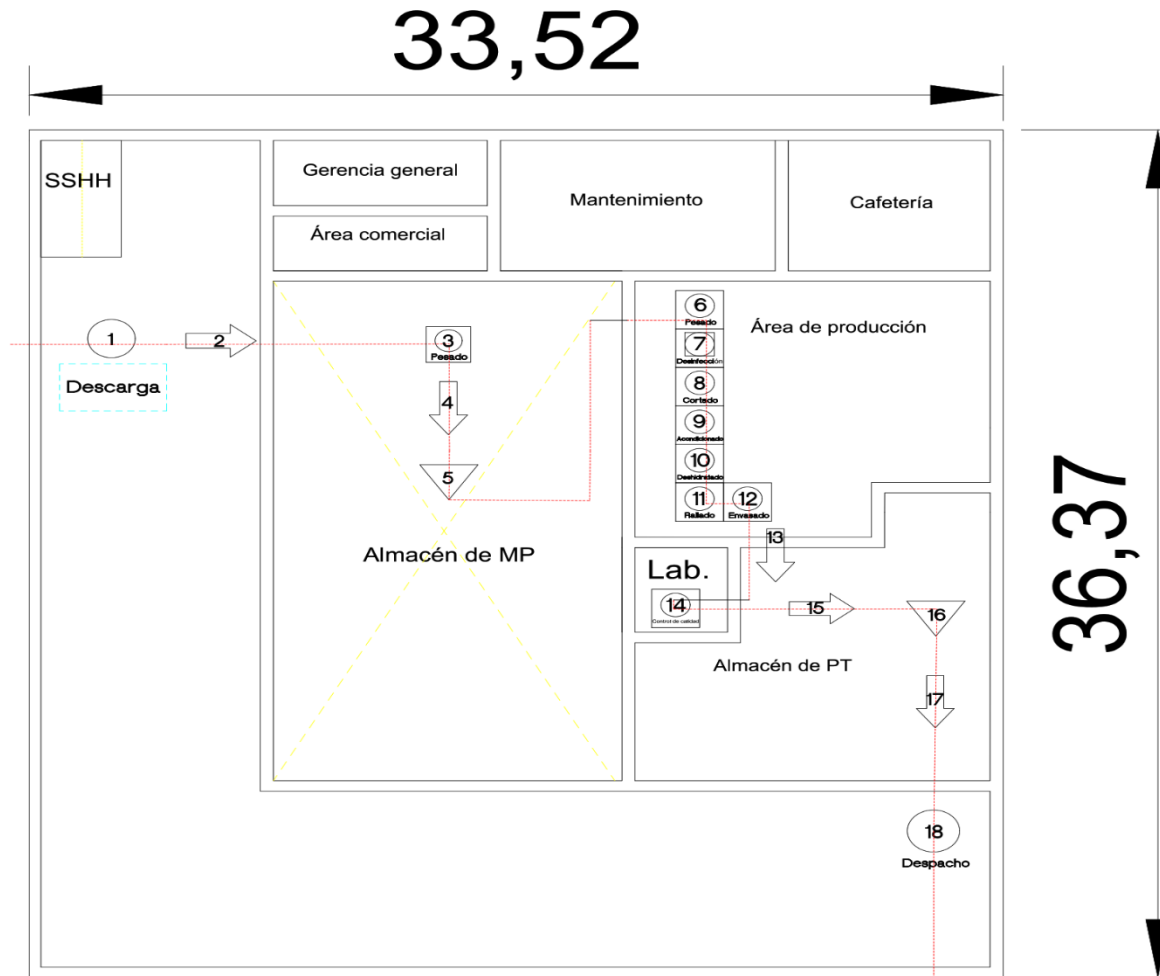 33,52
SSHH
Gerencia general
Mantenimiento
Cafetería
Área comercial
1
2
Descarga
3
Pesado
4
5
Almacén de MP
6
Pesado
Área de producción
7
Desinfección
8
Cortado
9
Acondicionado
10
Deshidratado
11
Rallado
12
Envasado
13
Lab.
14
Control de calidad
15
16
Almacén de PT
17
18
Despacho
36,37